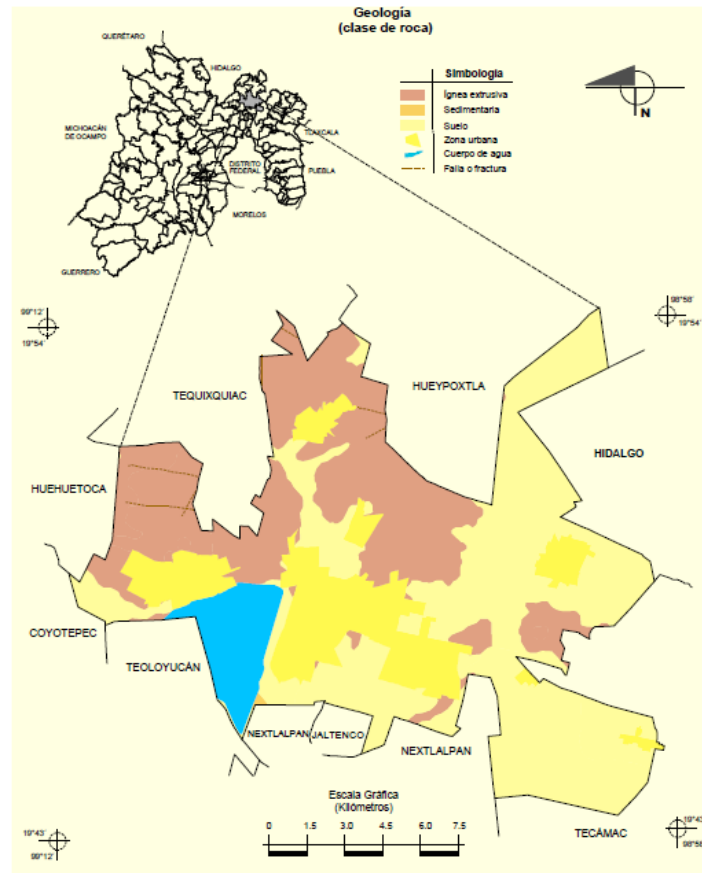 Geología
(clase de roca)
QUERÉTARO
HIDALGO
MICHOACÁN
DE OCAMPO
TLAXCALA
DISTRITO
FEDERAL
PUEBLA
MORELOS
GUERRERO
Simbología
Ígnea extrusiva
Sedimentaria
Suelo
Zona urbana
Cuerpo de agua
Falla o fractura
N
99°12'
19°54'
98°58'
19°54'
TEQUIXQUIAC
HUEYPOXTLA
HIDALGO
HUEHUETOCA
COYOTEPEC
TEOLOYUCÁN
NEXTLALPAN
JALTENCO
NEXTLALPAN
TECÁMAC
Escala Gráfica
(Kilómetros)
0 1.5 3.0 4.5 6.0 7.5
19°43'
99°12'
19°43'
98°58'